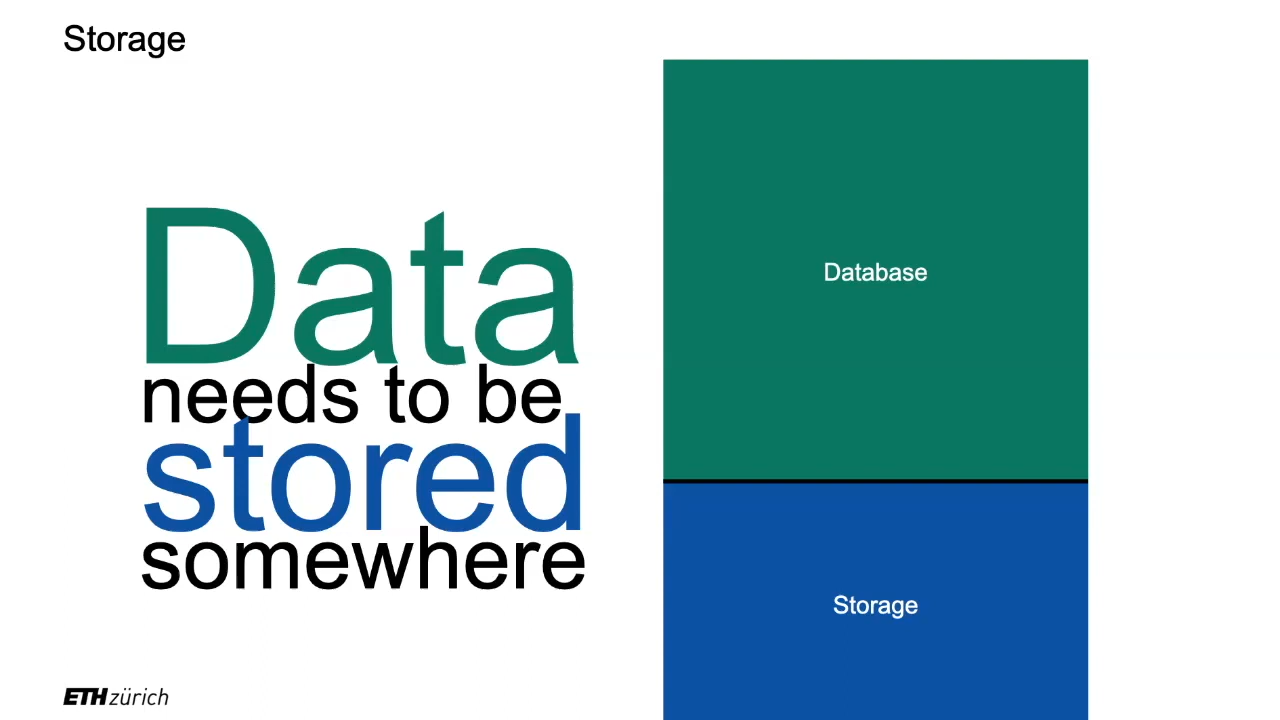 Storage
Data
needs to be
stored
somewhere
Database
Storage
ETH zürich